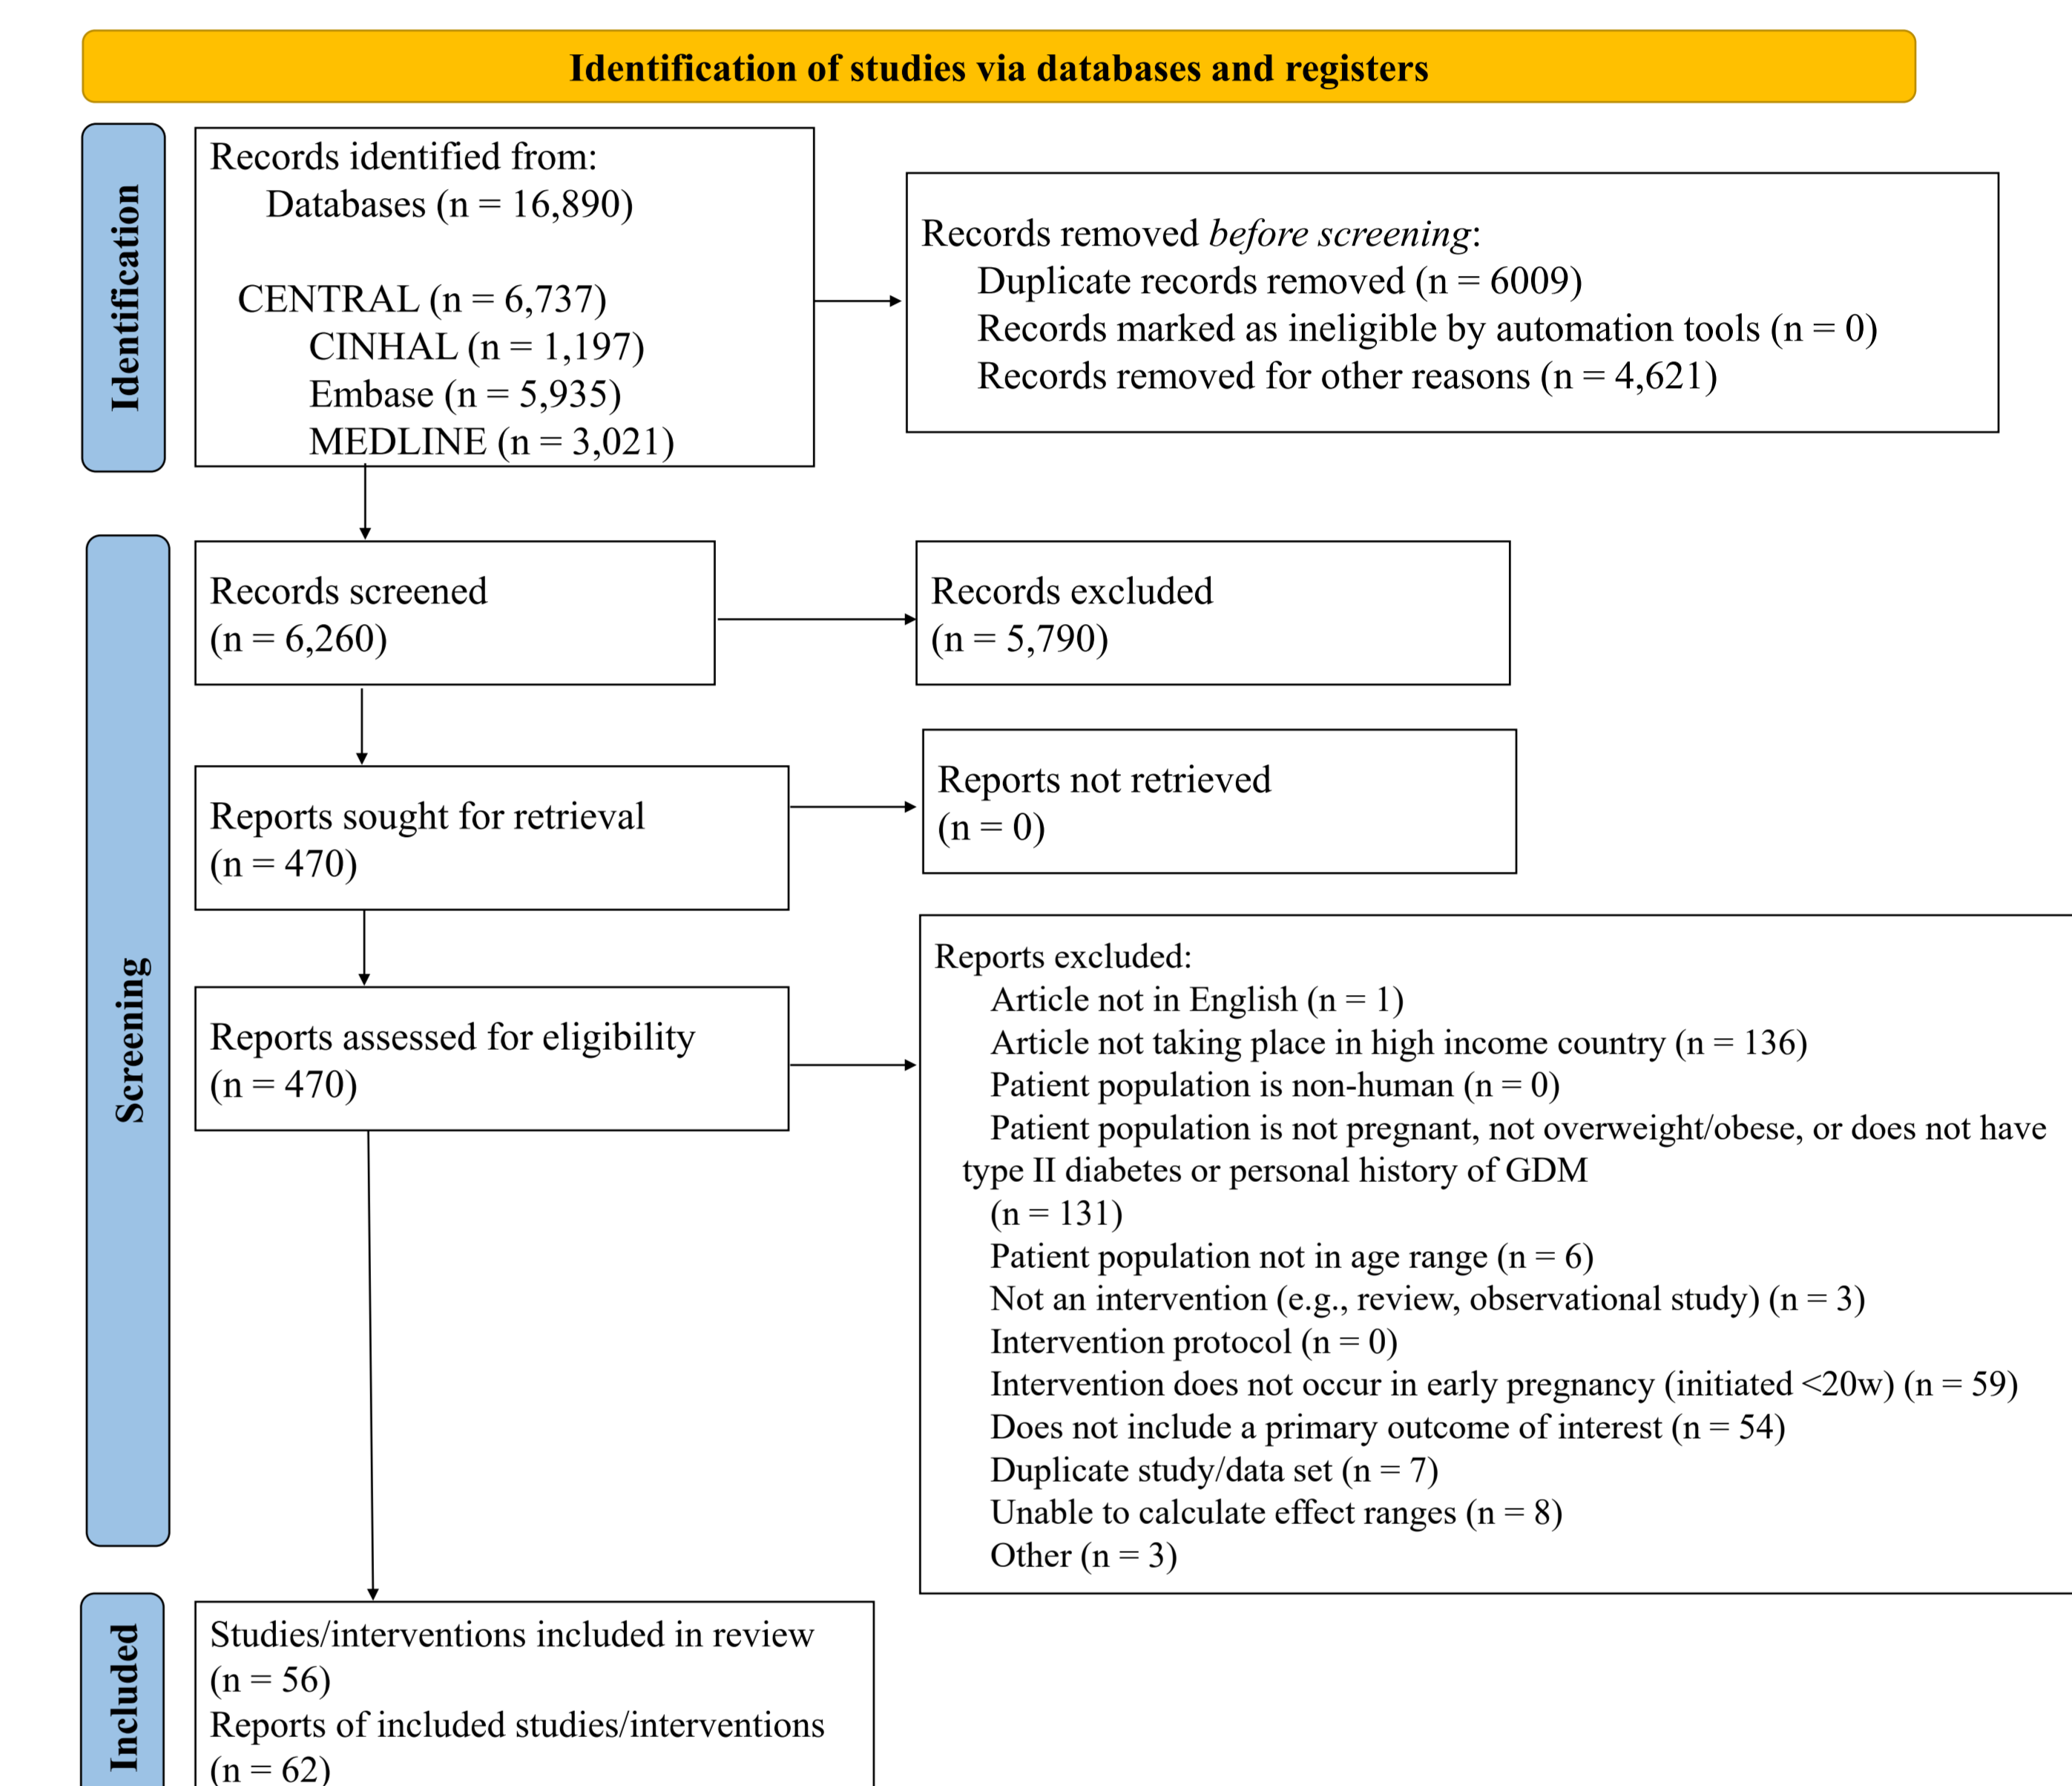 Identification of studies via databases and registers
Identification
Records identified from:
Databases (n = 16,890)
CENTRAL (n = 6,737)
CINHAL (n = 1,197)
Embase (n = 5,935)
MEDLINE (n = 3,021)
Records removed before screening:
Duplicate records removed (n = 6009)
Records marked as ineligible by automation tools (n = 0)
Records removed for other reasons (n = 4,621)
Screening
Records screened
(n = 6,260)
Records excluded
(n = 5,790)
Reports sought for retrieval
(n = 470)
Reports not retrieved
(n = 0)
Reports assessed for eligibility
(n = 470)
Reports excluded:
Article not in English (n = 1)
Article not taking place in high income country (n = 136)
Patient population is non-human (n = 0)
Patient population is not pregnant, not overweight/obese, or does not have
type II diabetes or personal history of GDM
(n = 131)
Patient population not in age range (n = 6)
Not an intervention (e.g., review, observational study) (n = 3)
Intervention protocol (n = 0)
Intervention does not occur in early pregnancy (initiated <20w) (n = 59)
Does not include a primary outcome of interest (n = 54)
Duplicate study/data set (n = 7)
Unable to calculate effect ranges (n = 8)
Other (n = 3)
Included
Studies/interventions included in review
(n = 56)
Reports of included studies/interventions
(n = 62)